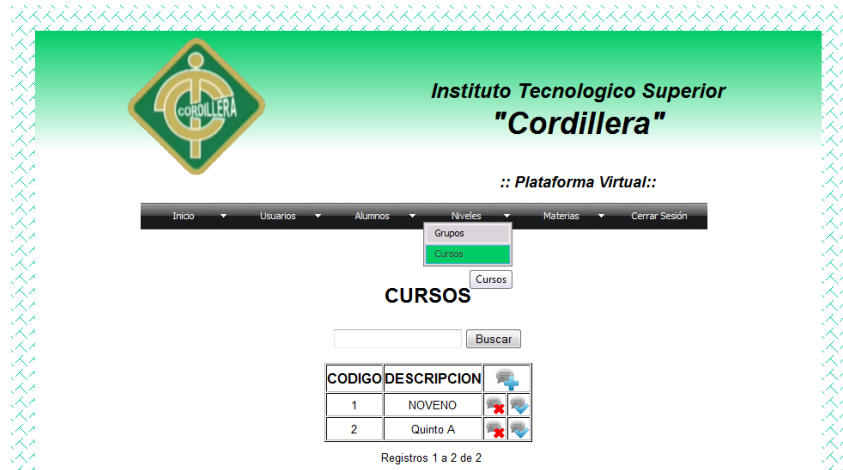 CORDILLERA
Instituto Tecnologico Superior
"Cordillera"
:: Plataforma Virtual::
Inicio Usuarios Alumnos Niveles Materias Cerrar Sesión
Grupos
Cursos
Cursos
CURSOS
Buscar
CODIGO DESCRIPCION
1 NOVENO
2 Quinto A
Registros 1 a 2 de 2